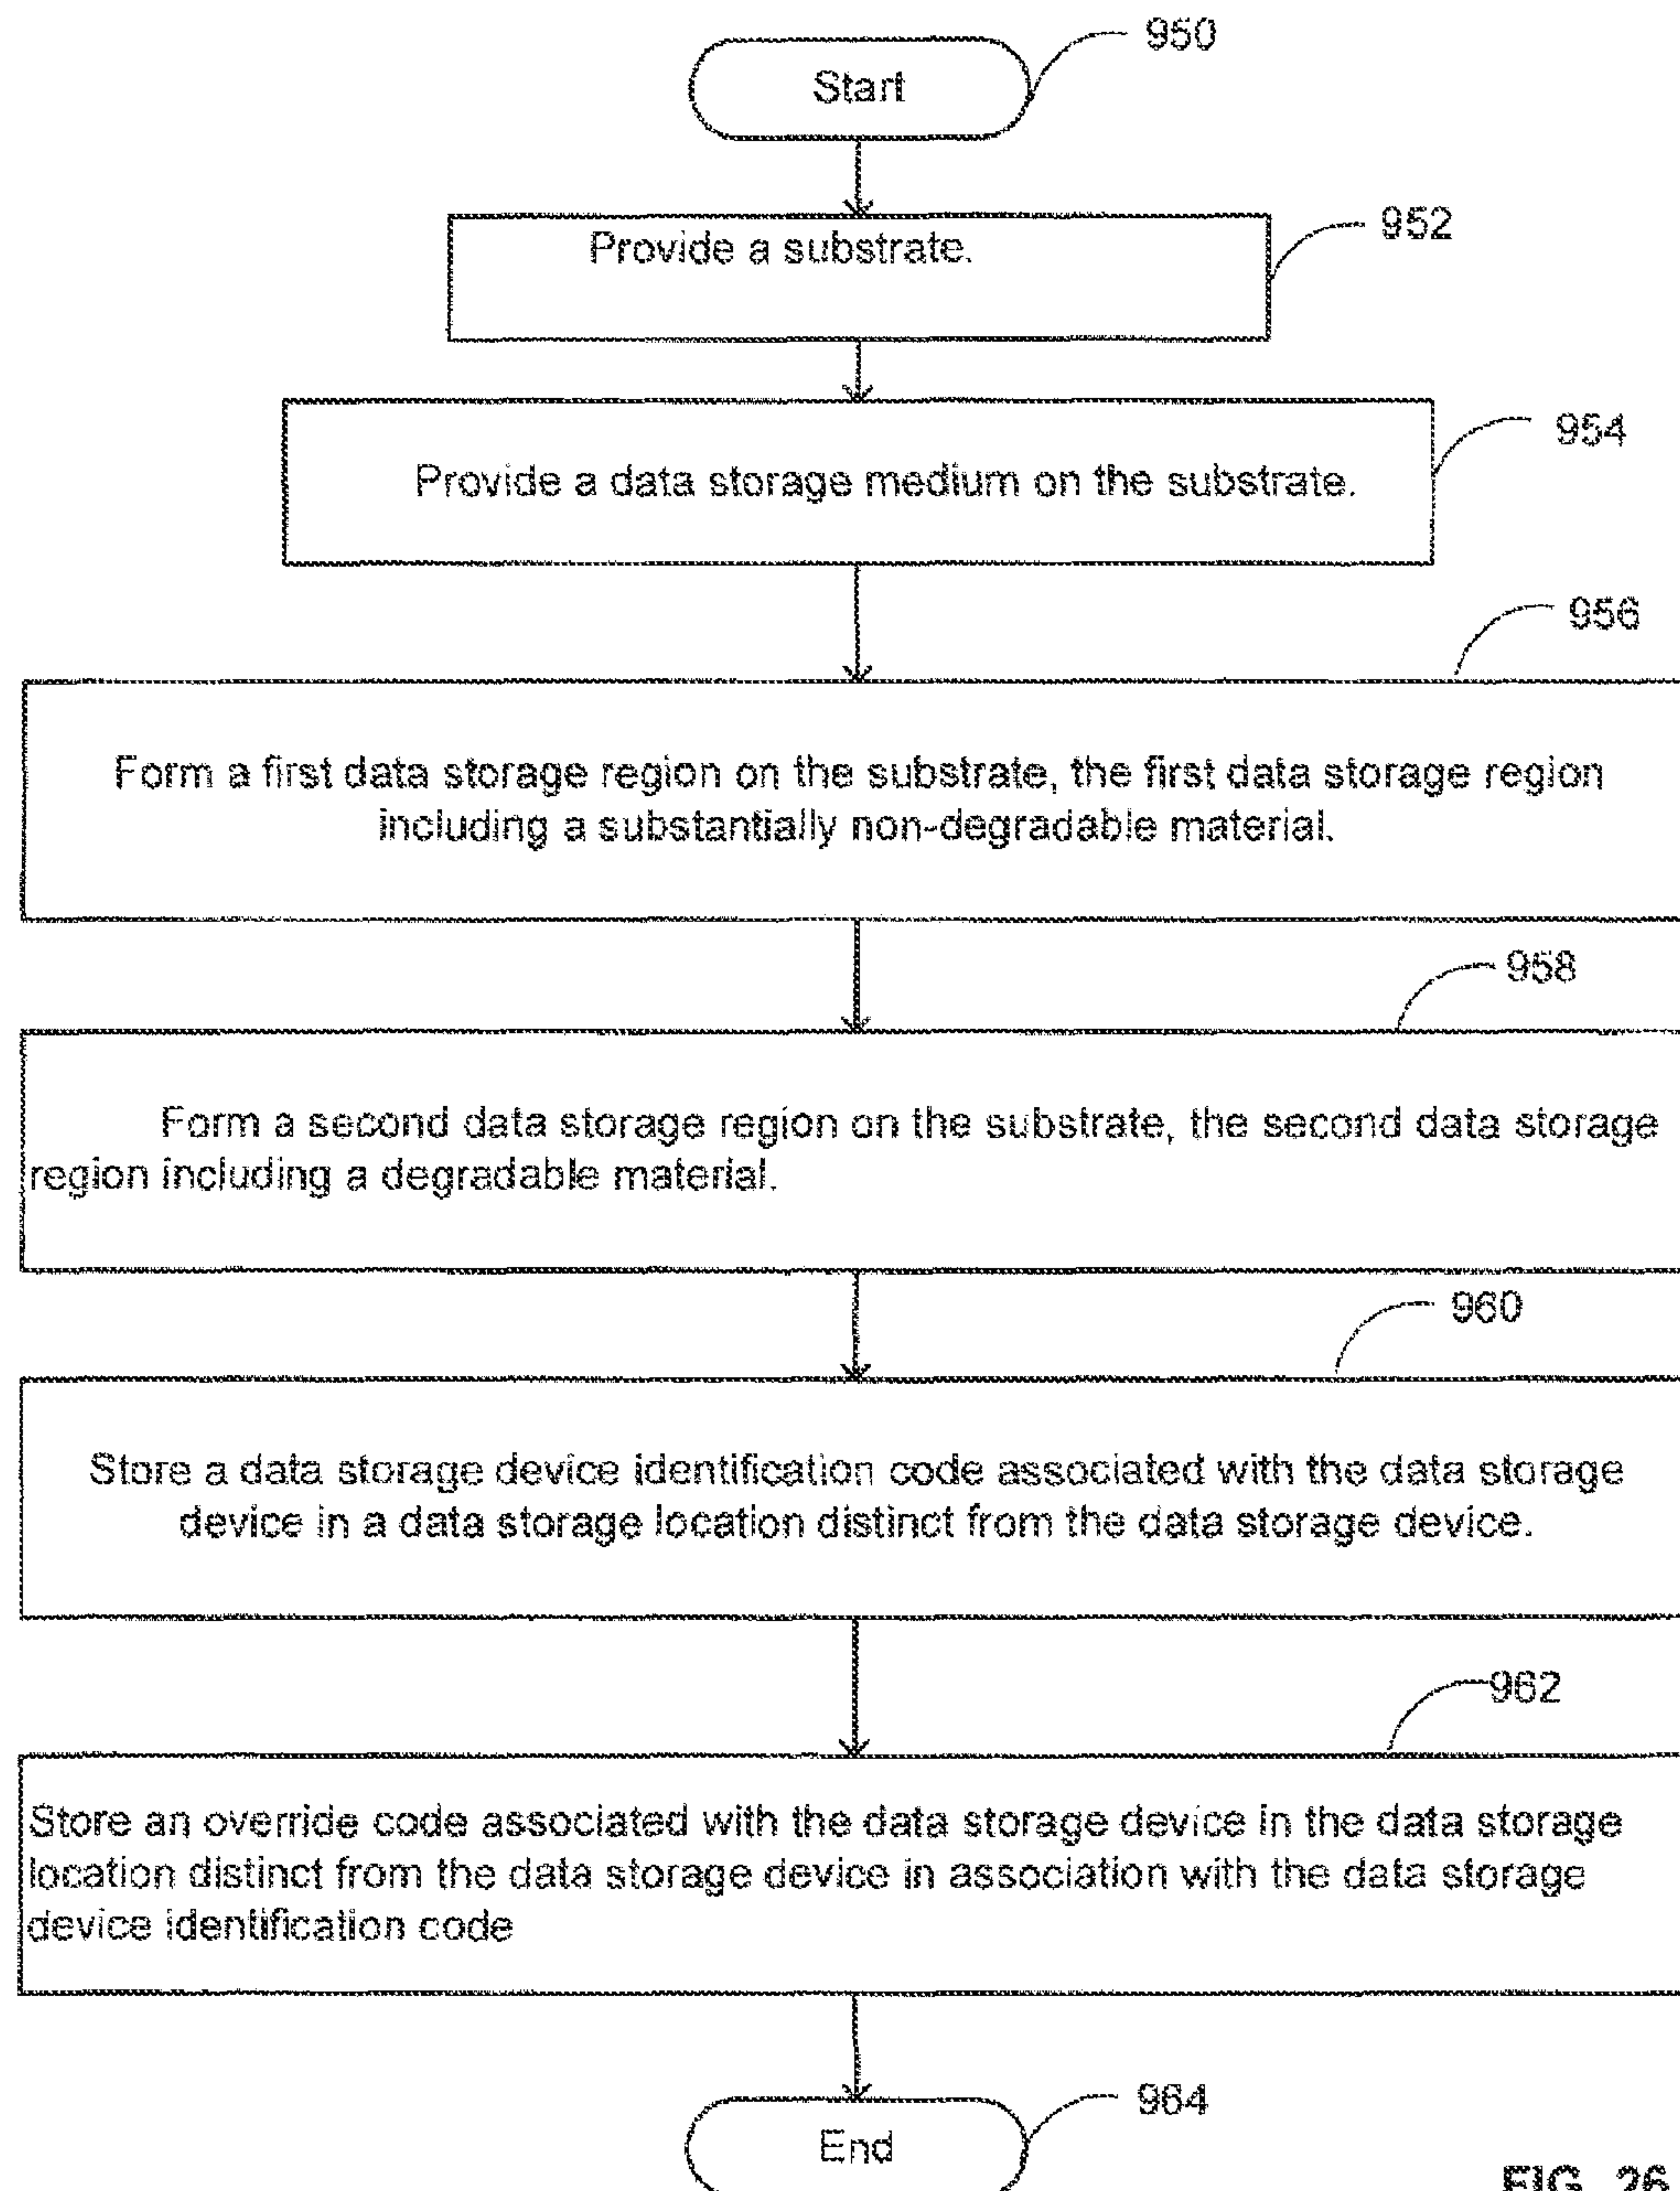 950
Start
952
Provide a substrate.
954
Provide a data storage medium on the substrate.
956
Form a first data storage region on the substrate, the first data storage region
including a substantially non-degradable material.
958
Form a second data storage region on the substrate, the second data storage
region including a degradable material.
960
Store a data storage device identification code associated with the data storage
device in a data storage location distinct from the data storage device.
962
Store an override code associated with the data storage device in the data storage
location distinct from the data storage device in association with the data storage
device identification code
964
End
FIG. 26